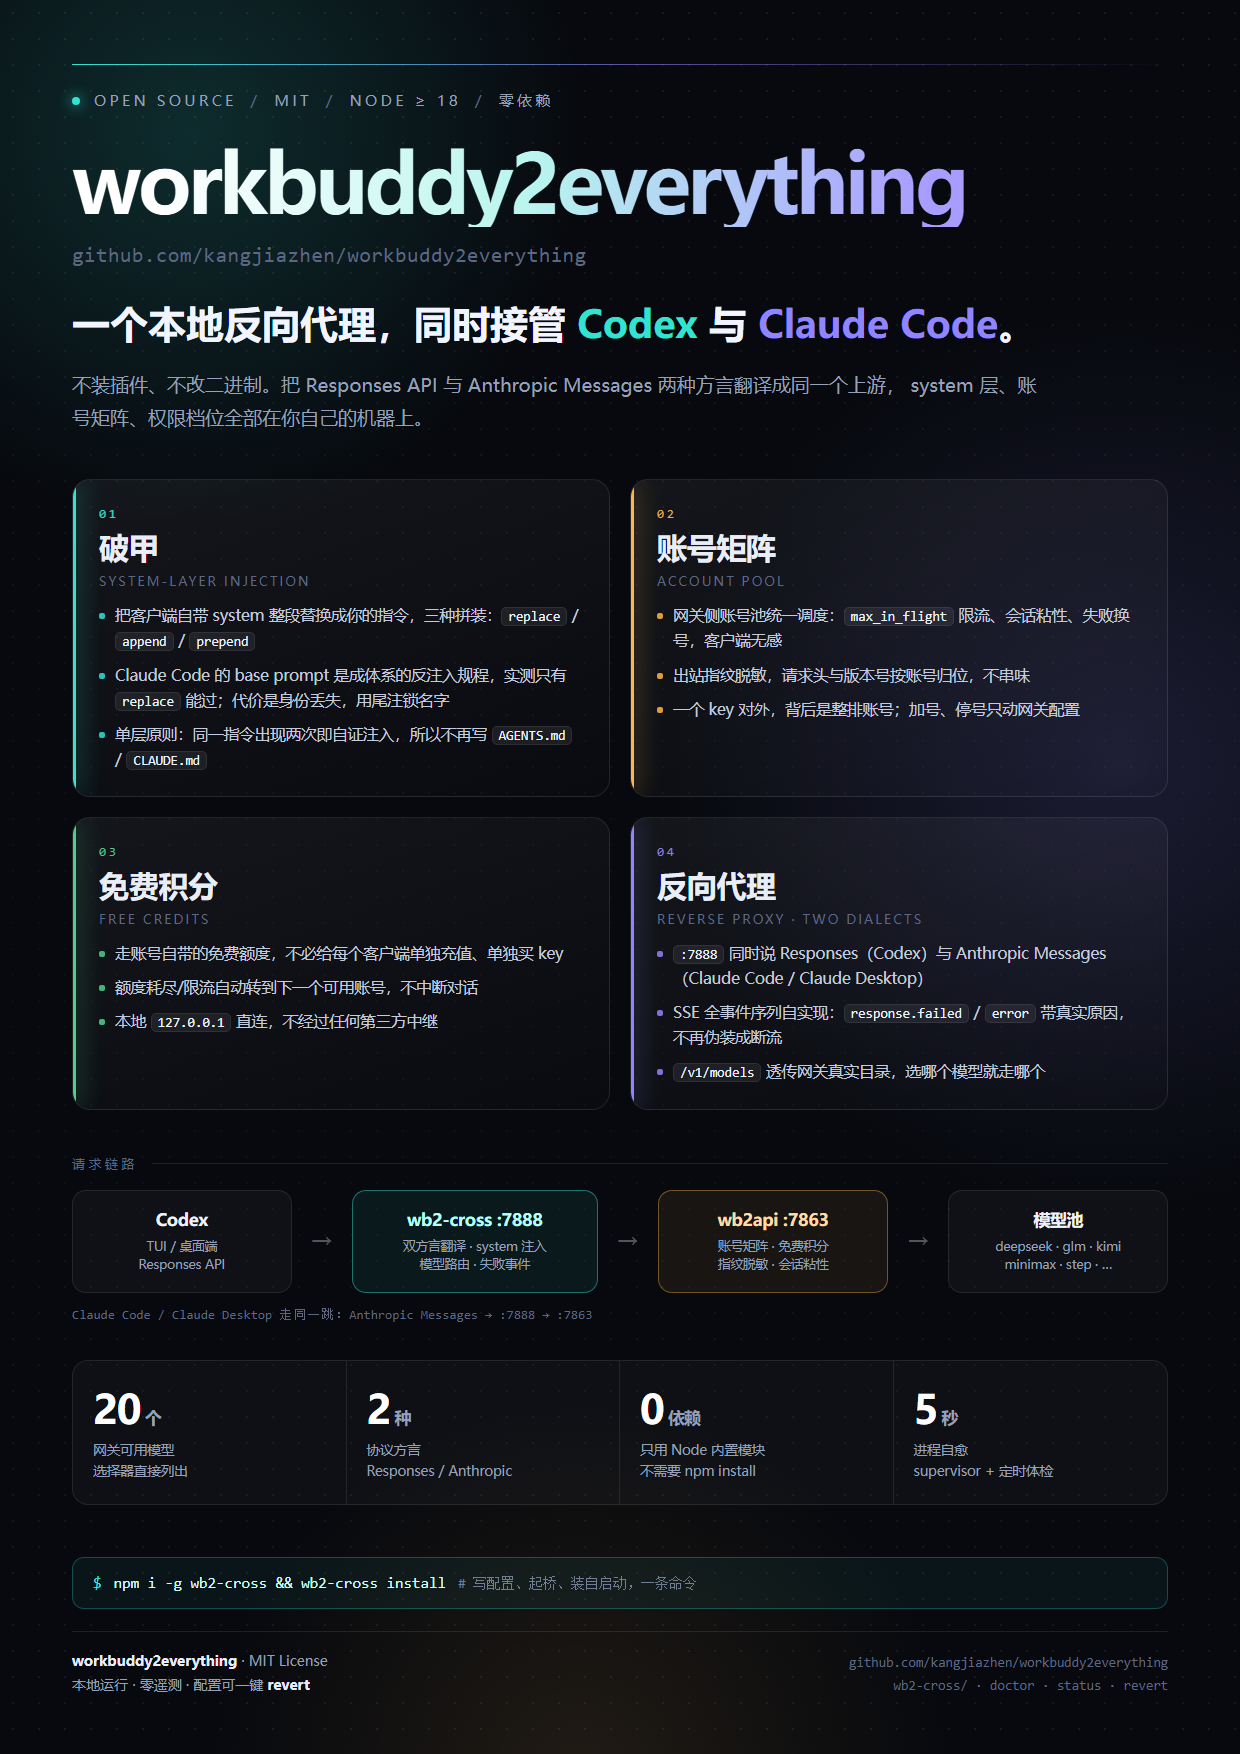 OPEN SOURCE / MIT / NODE ≥ 18 / 零依赖
workbuddy2everything
github.com/kangjiazhen/workbuddy2everything
一个本地反向代理，同时接管 Codex 与 Claude Code。
不装插件、不改二进制。把 Responses API 与 Anthropic Messages 两种方言翻译成同一个上游， system 层、账
号矩阵、权限档位全部在你自己的机器上。
01
破甲
SYSTEM-LAYER INJECTION
把客户端自带 system 整段替换成你的指令，三种拼装： replace /
append / prepend
Claude Code 的 base prompt 是成体系的反注入规程，实测只有
replace 能过；代价是身份丢失，用尾注锁名字
单层原则：同一指令出现两次即自证注入，所以不再写 AGENTS.md
/ CLAUDE.md
02
账号矩阵
ACCOUNT POOL
网关侧账号池统一调度： max_in_flight 限流、会话粘性、失败换
号，客户端无感
出站指纹脱敏，请求头与版本号按账号归位，不串味
一个 key 对外，背后是整排账号；加号、停号只动网关配置
03
免费积分
FREE CREDITS
走账号自带的免费额度，不必给每个客户端单独充值、单独买 key
额度耗尽/限流自动转到下一个可用账号，不中断对话
本地 127.0.0.1 直连，不经过任何第三方中继
04
反向代理
REVERSE PROXY · TWO DIALECTS
:7888 同时说 Responses（Codex）与 Anthropic Messages
（Claude Code / Claude Desktop）
SSE 全事件序列自实现： response.failed / error 带真实原因，
不再伪装成断流
/v1/models 透传网关真实目录，选哪个模型就走哪个
请求链路
Codex
TUI / 桌面端
Responses API
→
wb2-cross :7888
双方言翻译 · system 注入
模型路由 · 失败事件
→
wb2api :7863
账号矩阵 · 免费积分
指纹脱敏 · 会话粘性
→
模型池
deepseek · glm · kimi
minimax · step · ...
Claude Code / Claude Desktop 走同一跳：Anthropic Messages → :7888 → :7863
20 个
网关可用模型
选择器直接列出
2 种
协议方言
Responses / Anthropic
0 依赖
只用 Node 内置模块
不需要 npm install
5 秒
进程自愈
supervisor + 定时体检
$ npm i -g wb2-cross && wb2-cross install # 写配置、起桥、装自启动，一条命令
workbuddy2everything · MIT License
本地运行 · 零遥测 · 配置可一键 revert
github.com/kangjiazhen/workbuddy2everything
wb2-cross/ · doctor · status · revert